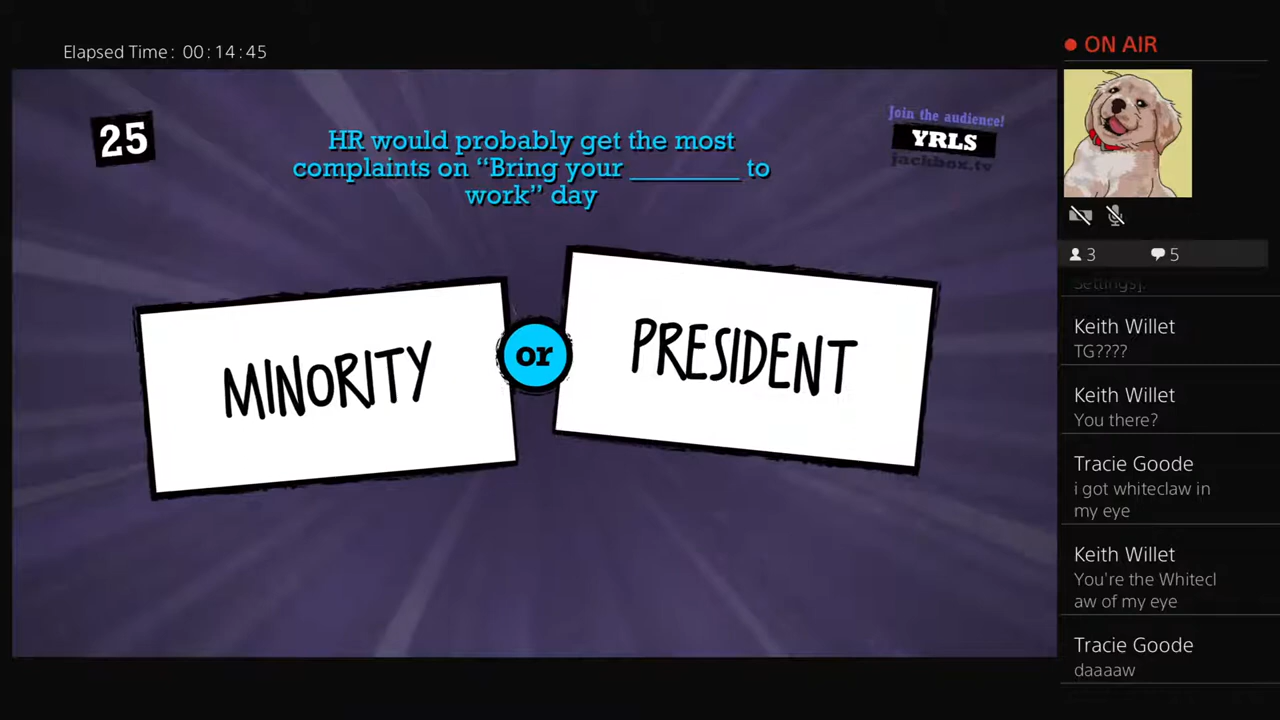 Elapsed Time: 00:14:45
ON AIR
25
HR would probably get the most
complaints on “Bring your ________ to
work” day
Join the audience!
YRLS
jackbox.tv
MINORITY
or
PRESIDENT
3
5
Settings].
Keith Willet
TG????
Keith Willet
You there?
Tracie Goode
i got whiteclaw in
my eye
Keith Willet
You're the Whitecl
aw of my eye
Tracie Goode
daaaaw